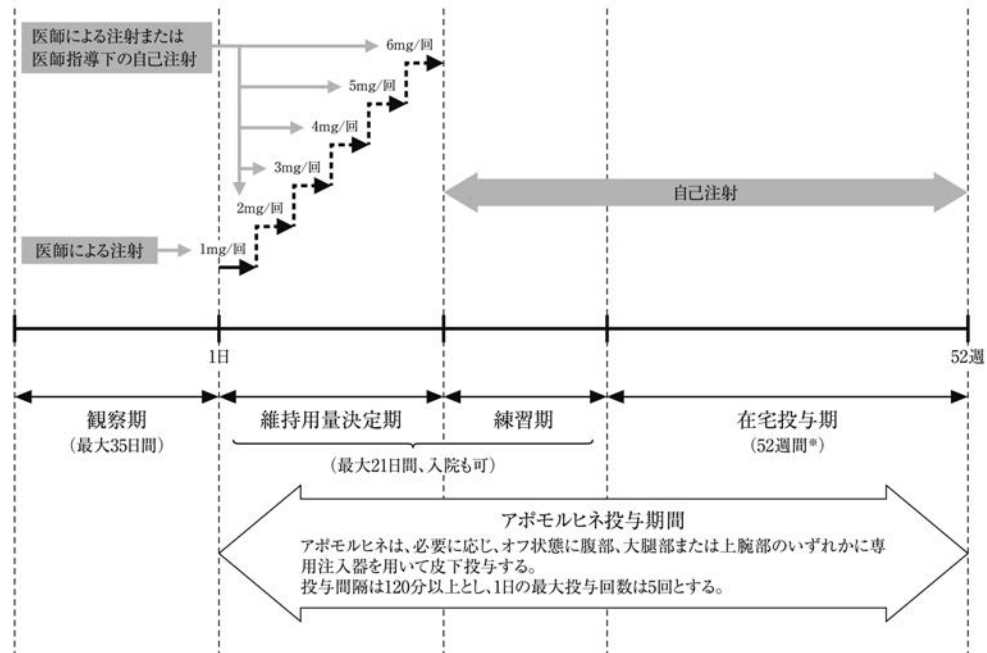 医師による注射または
医師指導下の自己注射
6mg/回
5mg/回
4mg/回
3mg/回
2mg/回
自己注射
医師による注射
1mg/回
1日
52週
観察期
維持用量決定期
練習期
在宅投与期
(最大35日間)
(52週間※)
(最大21日間、入院も可)
アポモルヒネ投与期間
アポモルヒネは、必要に応じ、オフ状態に腹部、大腿部または上腕部のいずれかに専
用注入器を用いて皮下投与する。
投与間隔は120分以上とし、1日の最大投与回数は5回とする。